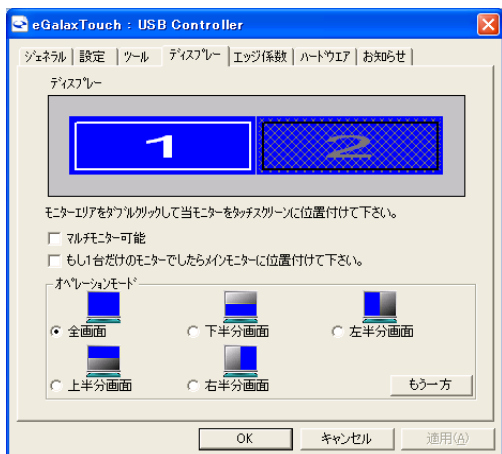 eGalaxTouch : USB Controller
ジェネラル 設定 ツール ディスプレー エッジ係数 ハードウエア お知らせ
ディスプレー
1 2
モニターエリアをダブルクリックして当モニターをタッチスクリーンに位置付けて下さい。
マルチモニター可能
もし1台だけのモニターでしたらメインモニターに位置付けて下さい。
オペレーションモード
全画面 下半分画面 左半分画面
上半分画面 右半分画面 もう一方
OK キャンセル 適用(A)